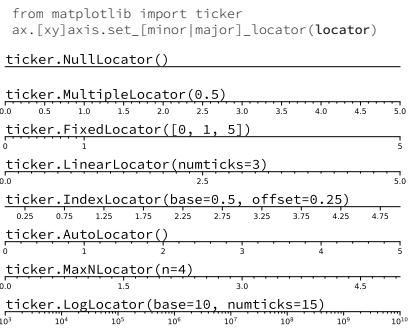 from matplotlib import ticker
ax.[xy]axis.set_[minor|major]_locator(locator)
ticker.NullLocator()
ticker.MultipleLocator(0.5)
0.0 0.5 1.0 1.5 2.0 2.5 3.0 3.5 4.0 4.5 5.0
ticker.FixedLocator([0, 1, 5])
0 1 5
ticker.LinearLocator(numticks=3)
0.0 2.5 5.0
ticker.IndexLocator(base=0.5, offset=0.25)
0.25 0.75 1.25 1.75 2.25 2.75 3.25 3.75 4.25 4.75
ticker.AutoLocator()
0 1 2 3 4 5
ticker.MaxNLocator(n=4)
0.0 1.5 3.0 4.5
ticker.LogLocator(base=10, numticks=15)
10³ 10⁴ 10⁵ 10⁶ 10⁷ 10⁸ 10⁹ 10¹⁰